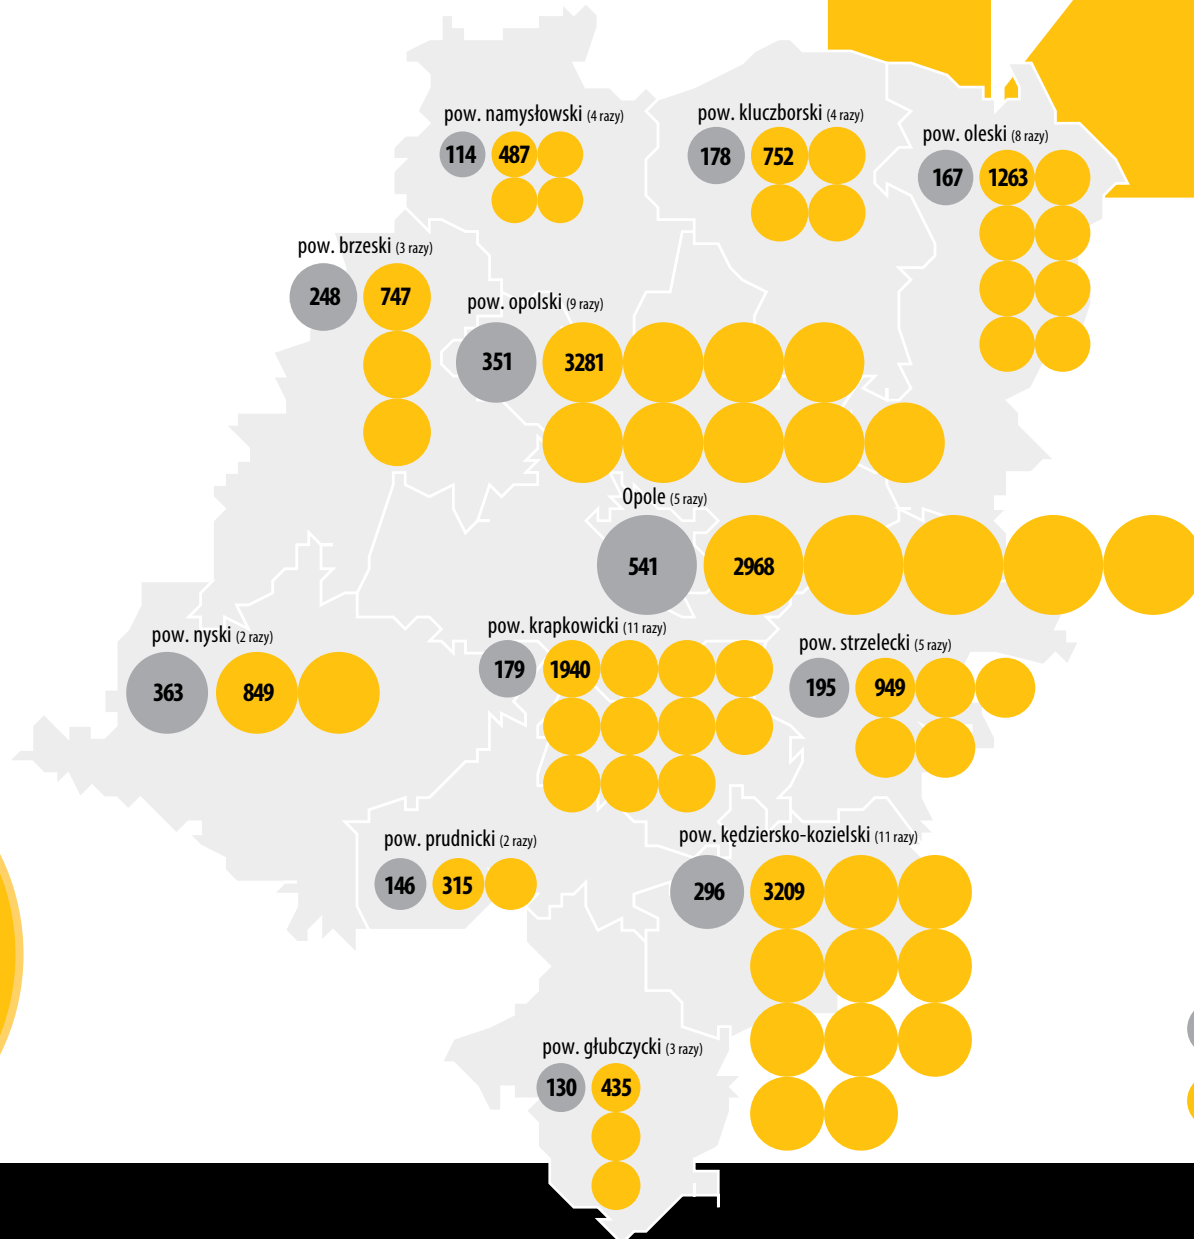 pow. namysłowski (4 razy)
114 487
pow. kluczborski (4 razy)
178 752
pow. oleski (8 razy)
167 1263
pow. brzeski (3 razy)
248 747
pow. opolski (9 razy)
351 3281
Opole (5 razy)
541 2968
pow. nyski (2 razy)
363 849
pow. krapkowicki (11 razy)
179 1940
pow. strzelecki (5 razy)
195 949
pow. prudnicki (2 razy)
146 315
pow. kędziersko-kozielski (11 razy)
296 3209
pow. głubczycki (3 razy)
130 435